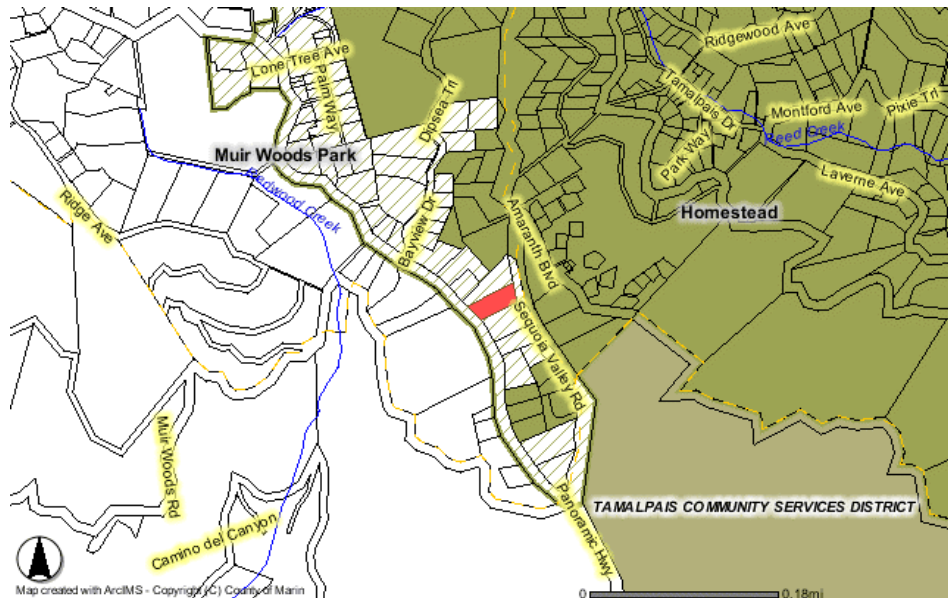 Ridgewood Ave
Lone Tree Ave
Palm Way
Dipsea Trl
Tamalpais Dr
Montford Ave
Pixie Trl
Reed Creek
Park Way
Muir Woods Park
Laverne Ave
Redwood Creek
Ridge Ave
Homestead
Bayview Dr
Amaranth Blvd
Sequoia Valley Rd
Muir Woods Rd
Panoramic Hwy
TAMALPAIS COMMUNITY SERVICES DISTRICT
Camino del Canyon
Map created with ArcIMS - Copyright (C) County of Marin
0 0.18mi